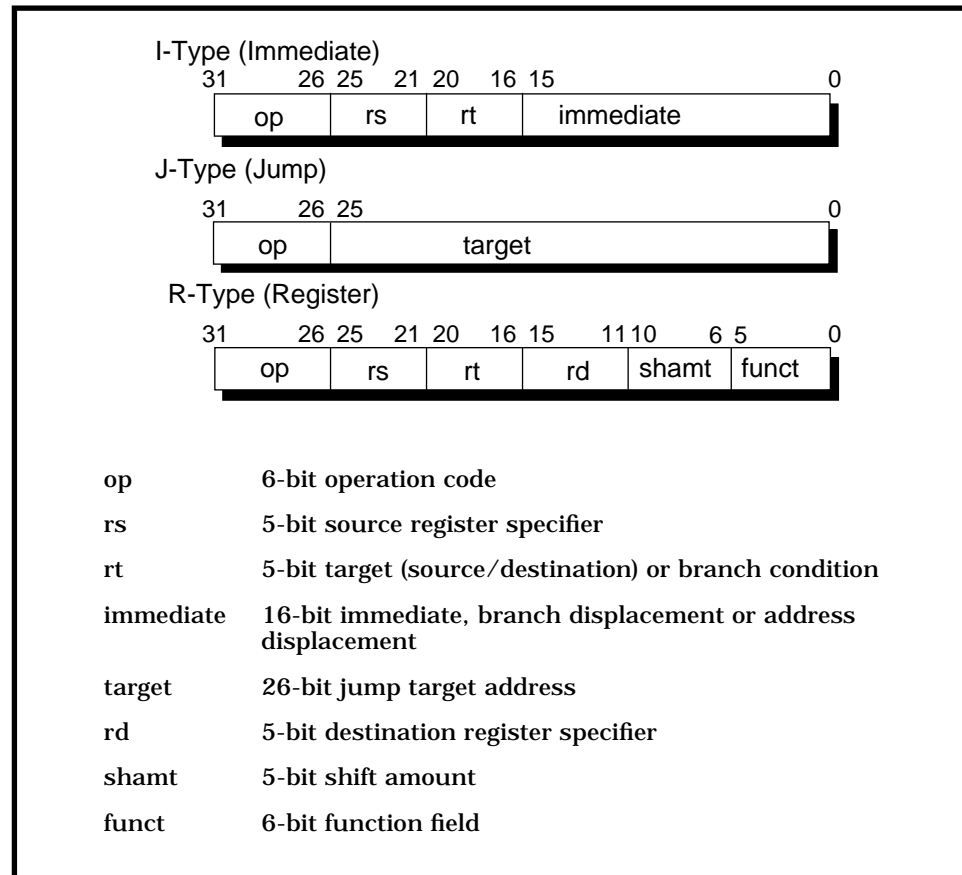 I-Type (Immediate)
31 26 25 21 20 16 15 0
op rs rt immediate
J-Type (Jump)
31 26 25 0
op target
R-Type (Register)
31 26 25 21 20 16 15 11 10 6 5 0
op rs rt rd shamt funct
op 6-bit operation code
rs 5-bit source register specifier
rt 5-bit target (source/destination) or branch condition
immediate 16-bit immediate, branch displacement or address
displacement
target 26-bit jump target address
rd 5-bit destination register specifier
shamt 5-bit shift amount
funct 6-bit function field